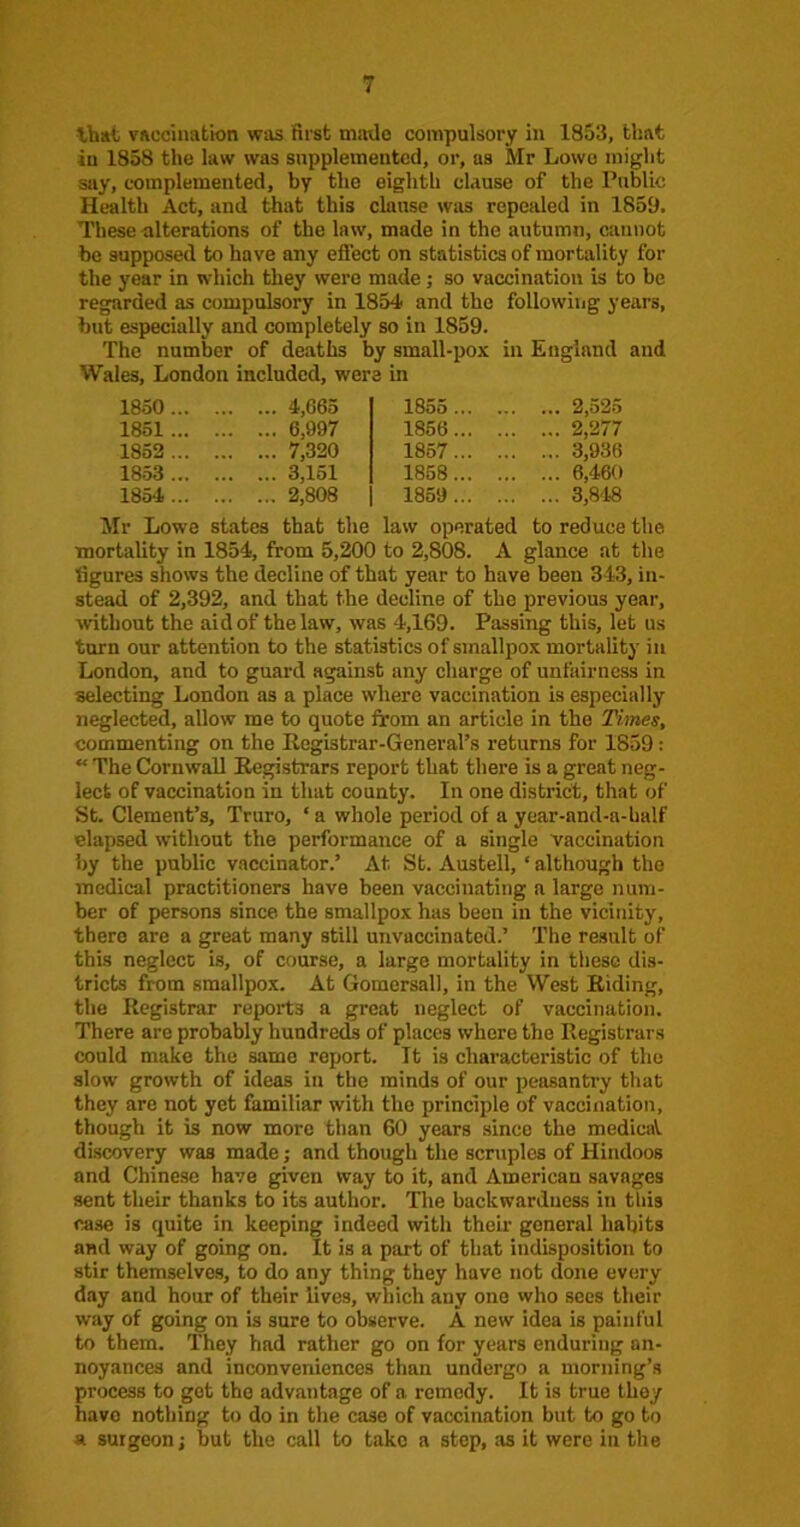 7
that vaccination was first made compulsory in 1853, that
in 1858 the law was supplemented, or, as Mr Lowe might
say, complemented, by the eighth clause of the Public
Health Act, and that this clause was repealed in 1859.
These alterations of the law, made in the autumn, cannot
be supposed to have any effect on statistics of mortality for
the year in which they were made; so vaccination is to be
regarded as compulsory in 1854 and the following years,
but especially and completely so in 1859.
The number of deaths by small-pox in England and
Wales, London included, were in
1850 ... ... ... 4,665 1855 ... ... ... 2,525
1851 ... ... ... 6,997 1856 ... ... ... 2,277
1852 ... ... ... 7,320 1857 ... ... ... 3,936
1853 ... ... ... 3,151 1858 ... ... ... 6,460
1854 ... ... ... 2,808 1859 ... ... ... 3,848
Mr Lowe states that the law operated to reduce the
mortality in 1854, from 5,200 to 2,808. A glance at the
figures shows the decline of that year to have been 343, in-
stead of 2,392, and that the decline of the previous year,
without the aid of the law, was 4,169. Passing this, let us
turn our attention to the statistics of smallpox mortality in
London, and to guard against any charge of unfairness in
selecting London as a place where vaccination is especially
neglected, allow me to quote from an article in the Times,
commenting on the Registrar-General's returns for 1859:
“ The Cornwall Registrars report that there is a great neg-
lect of vaccination in that county. In one district, that of
St. Clement's, Truro, ‘ a whole period of a year-and-a-half
elapsed without the performance of a single vaccination
by the public vaccinator.' At St. Austell, ‘ although the
medical practitioners have been vaccinating a large num-
ber of persons since the smallpox has been in the vicinity,
there are a great many still unvaccinated.' The result of
this neglect is, of course, a large mortality in these dis-
tricts from smallpox. At Gomersall, in the West Riding,
the Registrar reports a great neglect of vaccination.
There are probably hundreds of places where the Registrars
could make the same report. It is characteristic of the
slow growth of ideas in the minds of our peasantry that
they are not yet familiar with the principle of vaccination,
though it is now more than 60 years since the medical
discovery was made; and though the scruples of Hindoos
and Chinese have given way to it, and American savages
sent their thanks to its author. The backwardness in this
case is quite in keeping indeed with their general habits
and way of going on. It is a part of that indisposition to
stir themselves, to do any thing they have not done every
day and hour of their lives, which any one who sees their
way of going on is sure to observe. A new idea is painful
to them. They had rather go on for years enduring an-
noyances and inconveniences than undergo a morning's
process to get the advantage of a remedy. It is true they
have nothing to do in the case of vaccination but to go to
a surgeon; but the call to take a step, as it were in the